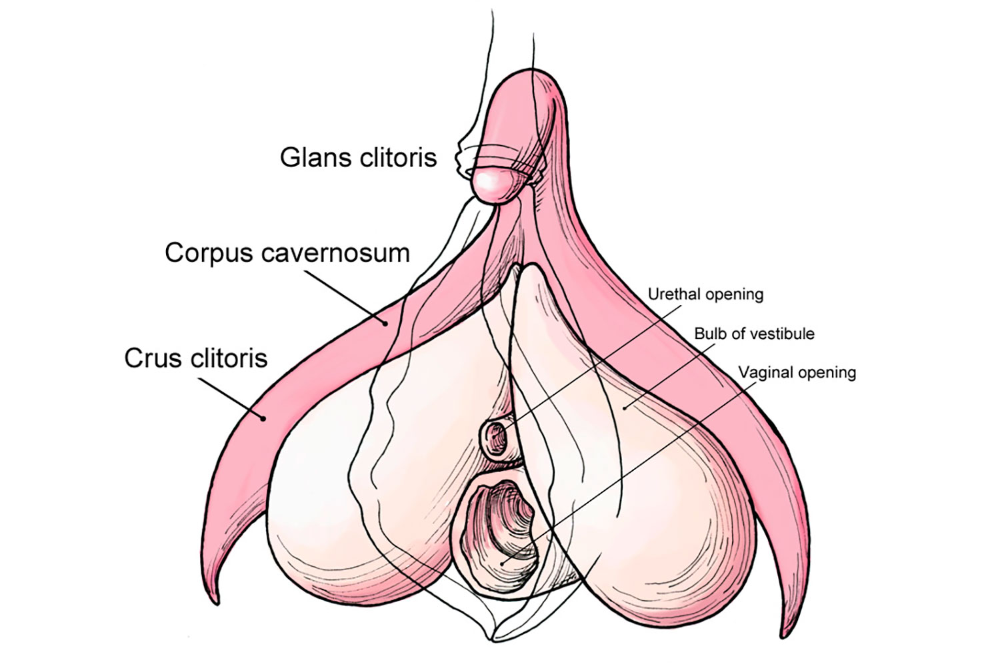 Glans clitoris
Corpus cavernosum
Urethal opening
Bulb of vestibule
Crus clitoris
Vaginal opening